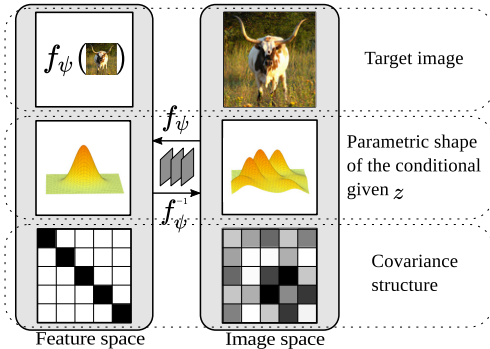 f_ψ( )
Target image
f_ψ
Parametric shape
of the conditional
given z
f_ψ^{-1}
Covariance
structure
Feature space
Image space